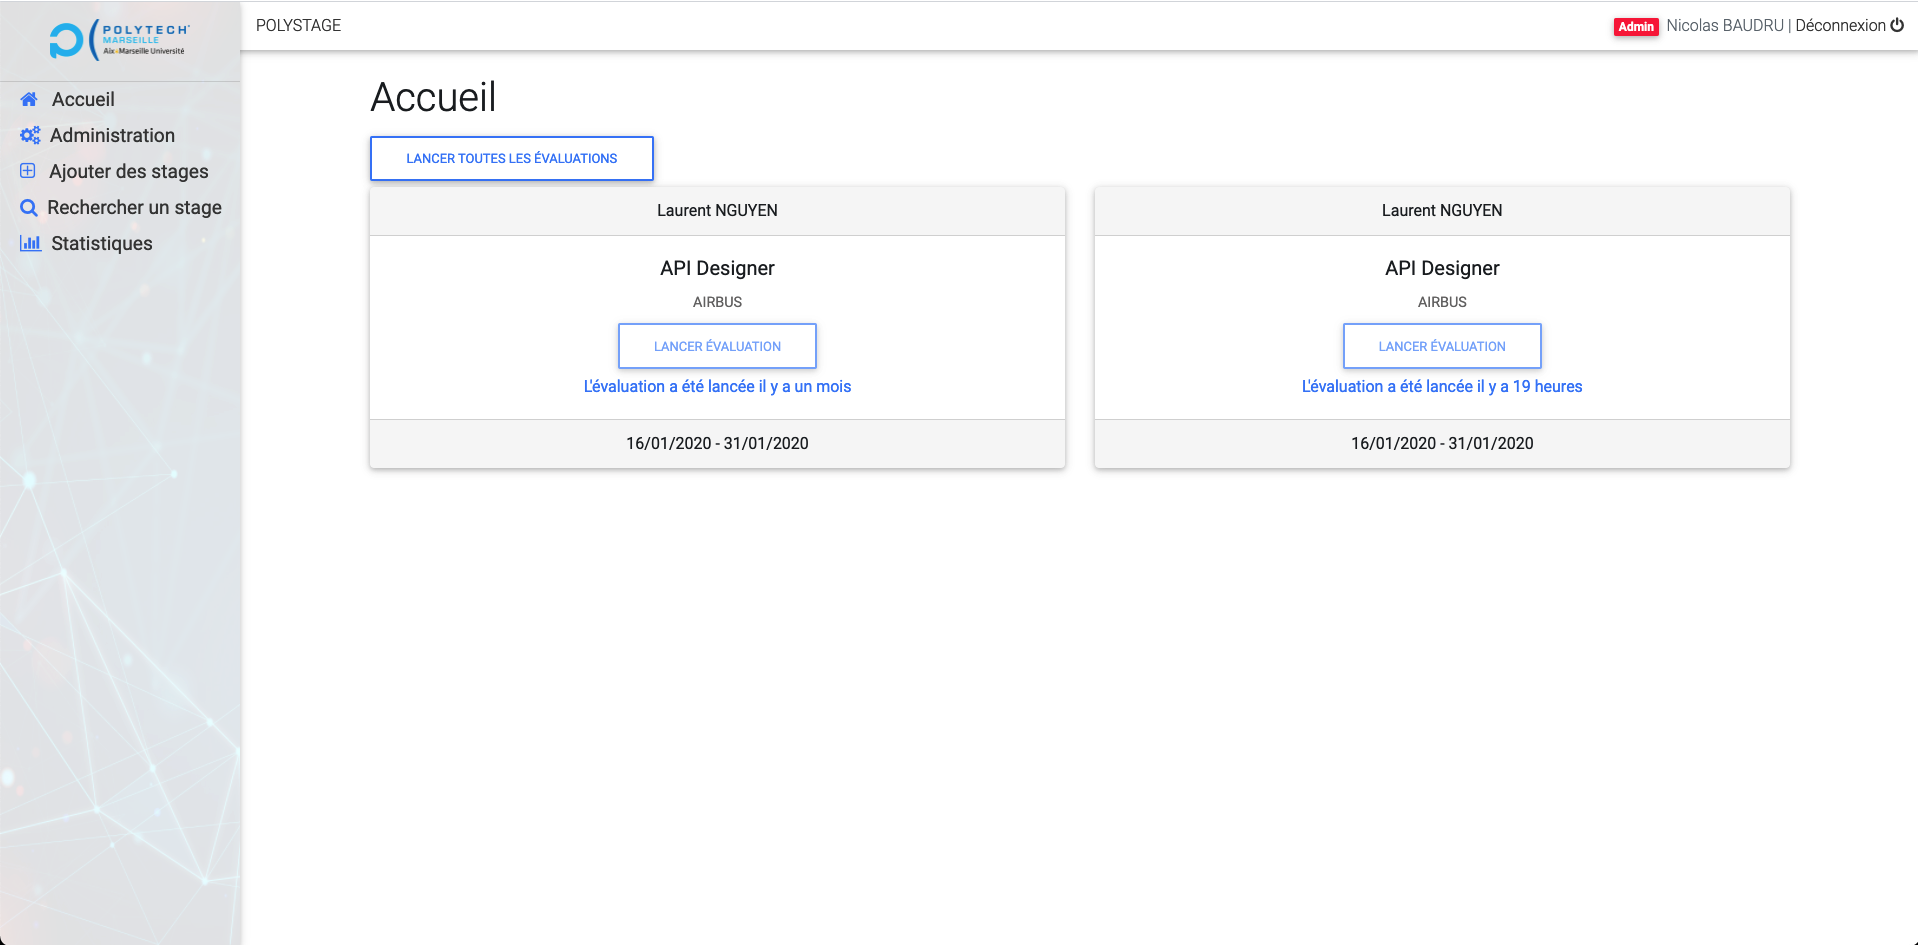 POLYTECH
MARSEILLE
Aix*Marseille Université
POLYSTAGE
Admin Nicolas BAUDRU | Déconnexion
Accueil
Administration
Ajouter des stages
Rechercher un stage
Statistiques
Accueil
LANCER TOUTES LES ÉVALUATIONS
Laurent NGUYEN
API Designer
AIRBUS
LANCER ÉVALUATION
L'évaluation a été lancée il y a un mois
16/01/2020 - 31/01/2020
Laurent NGUYEN
API Designer
AIRBUS
LANCER ÉVALUATION
L'évaluation a été lancée il y a 19 heures
16/01/2020 - 31/01/2020